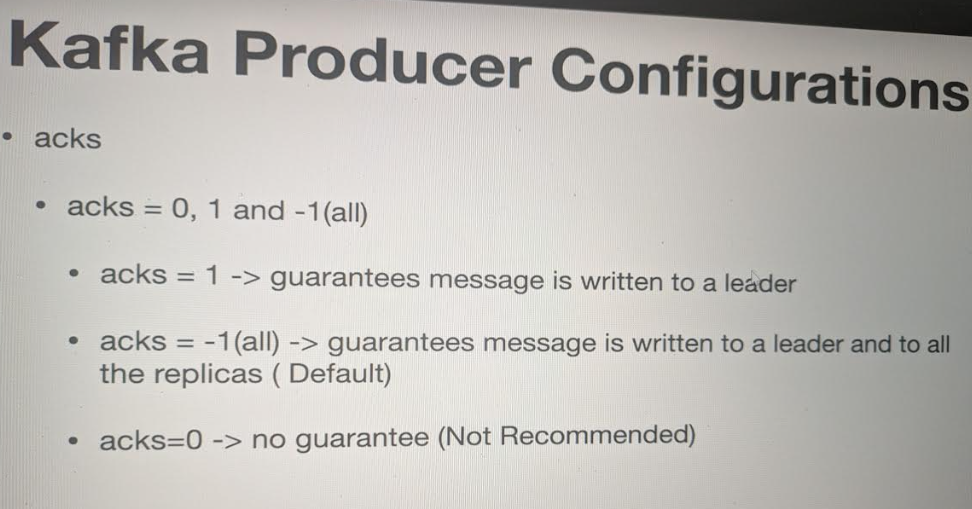 Kafka Producer Configurations
• acks
• acks = 0, 1 and -1(all)
• acks = 1 -> guarantees message is written to a leader
• acks = -1(all) -> guarantees message is written to a leader and to all
the replicas ( Default)
• acks=0 -> no guarantee (Not Recommended)